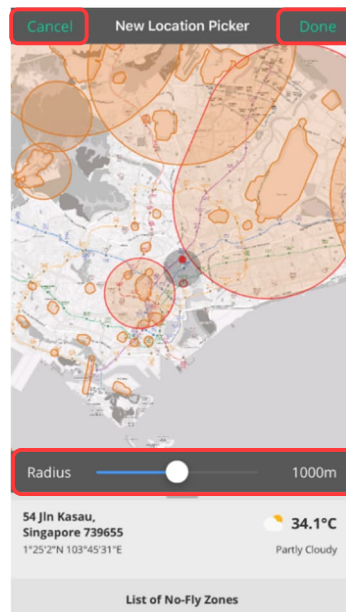 Cancel New Location Picker Done
Radius 1000m
54 Jln Kasau,
Singapore 739655
34.1°C
1°25'2"N 103°45'31"E
Partly Cloudy
List of No-Fly Zones